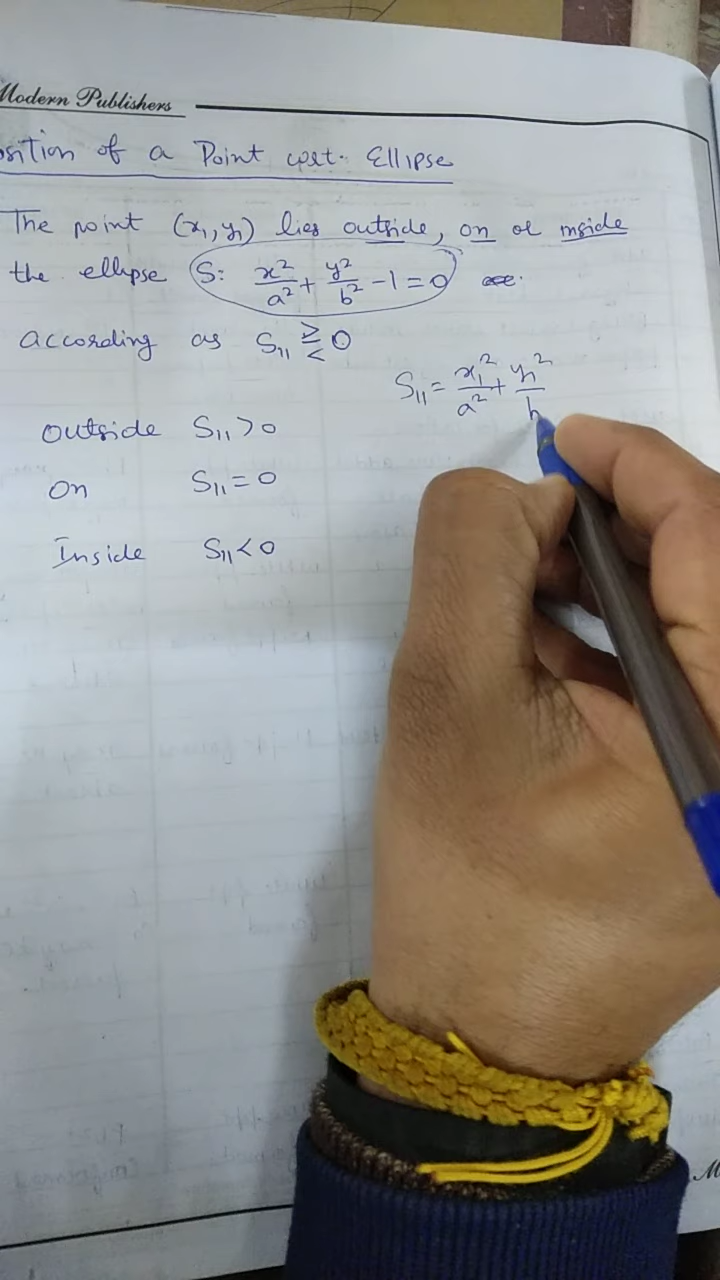 Modern Publishers
osition of a Point wrt. Ellipse
The point (x₁, y₁) lies outside, on or inside
the ellipse S: x²/a² + y²/b² - 1 = 0
according as S₁₁ ⪌ 0
S₁₁ = x₁²/a² + y₁²/b
Outside S₁₁ > 0
On S₁₁ = 0
Inside S₁₁ < 0
M